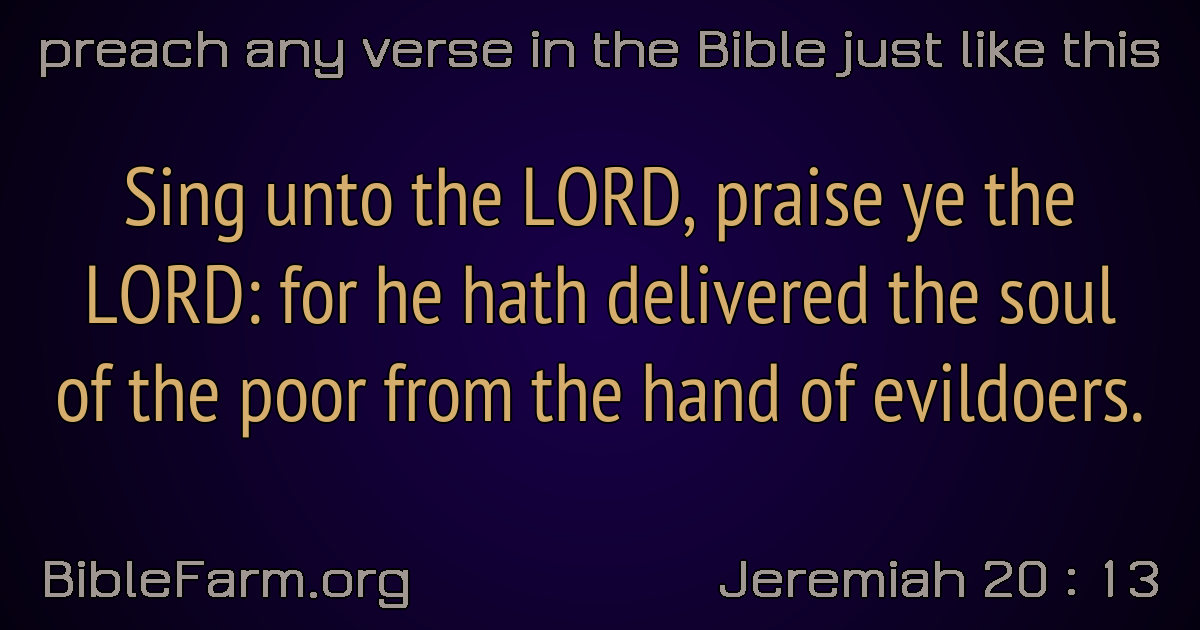 preach any verse in the Bible just like this
Sing unto the LORD, praise ye the
LORD: for he hath delivered the soul
of the poor from the hand of evildoers.
BibleFarm.org
Jeremiah 20 : 13